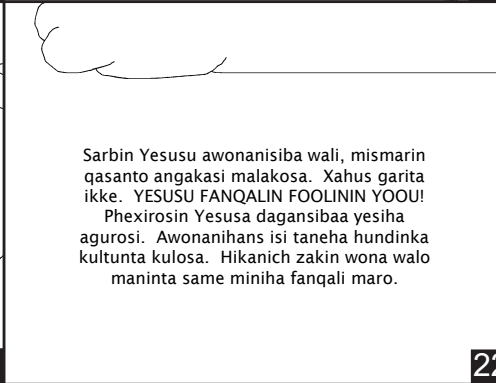 Sarbin Yesusu awonanisiba wali, mismarin
qasanto angakasi malakosa.  Xahus garita
ikke.  YESUSU FANQALIN FOOLININ YOOU!
Phexirosin Yesusa dagansibaa yesiha
agurosi.  Awonanihans isi taneha hundinka
kultunta kulosa.  Hikanich zakin wona walo
maninta same miniha fanqali maro.
22